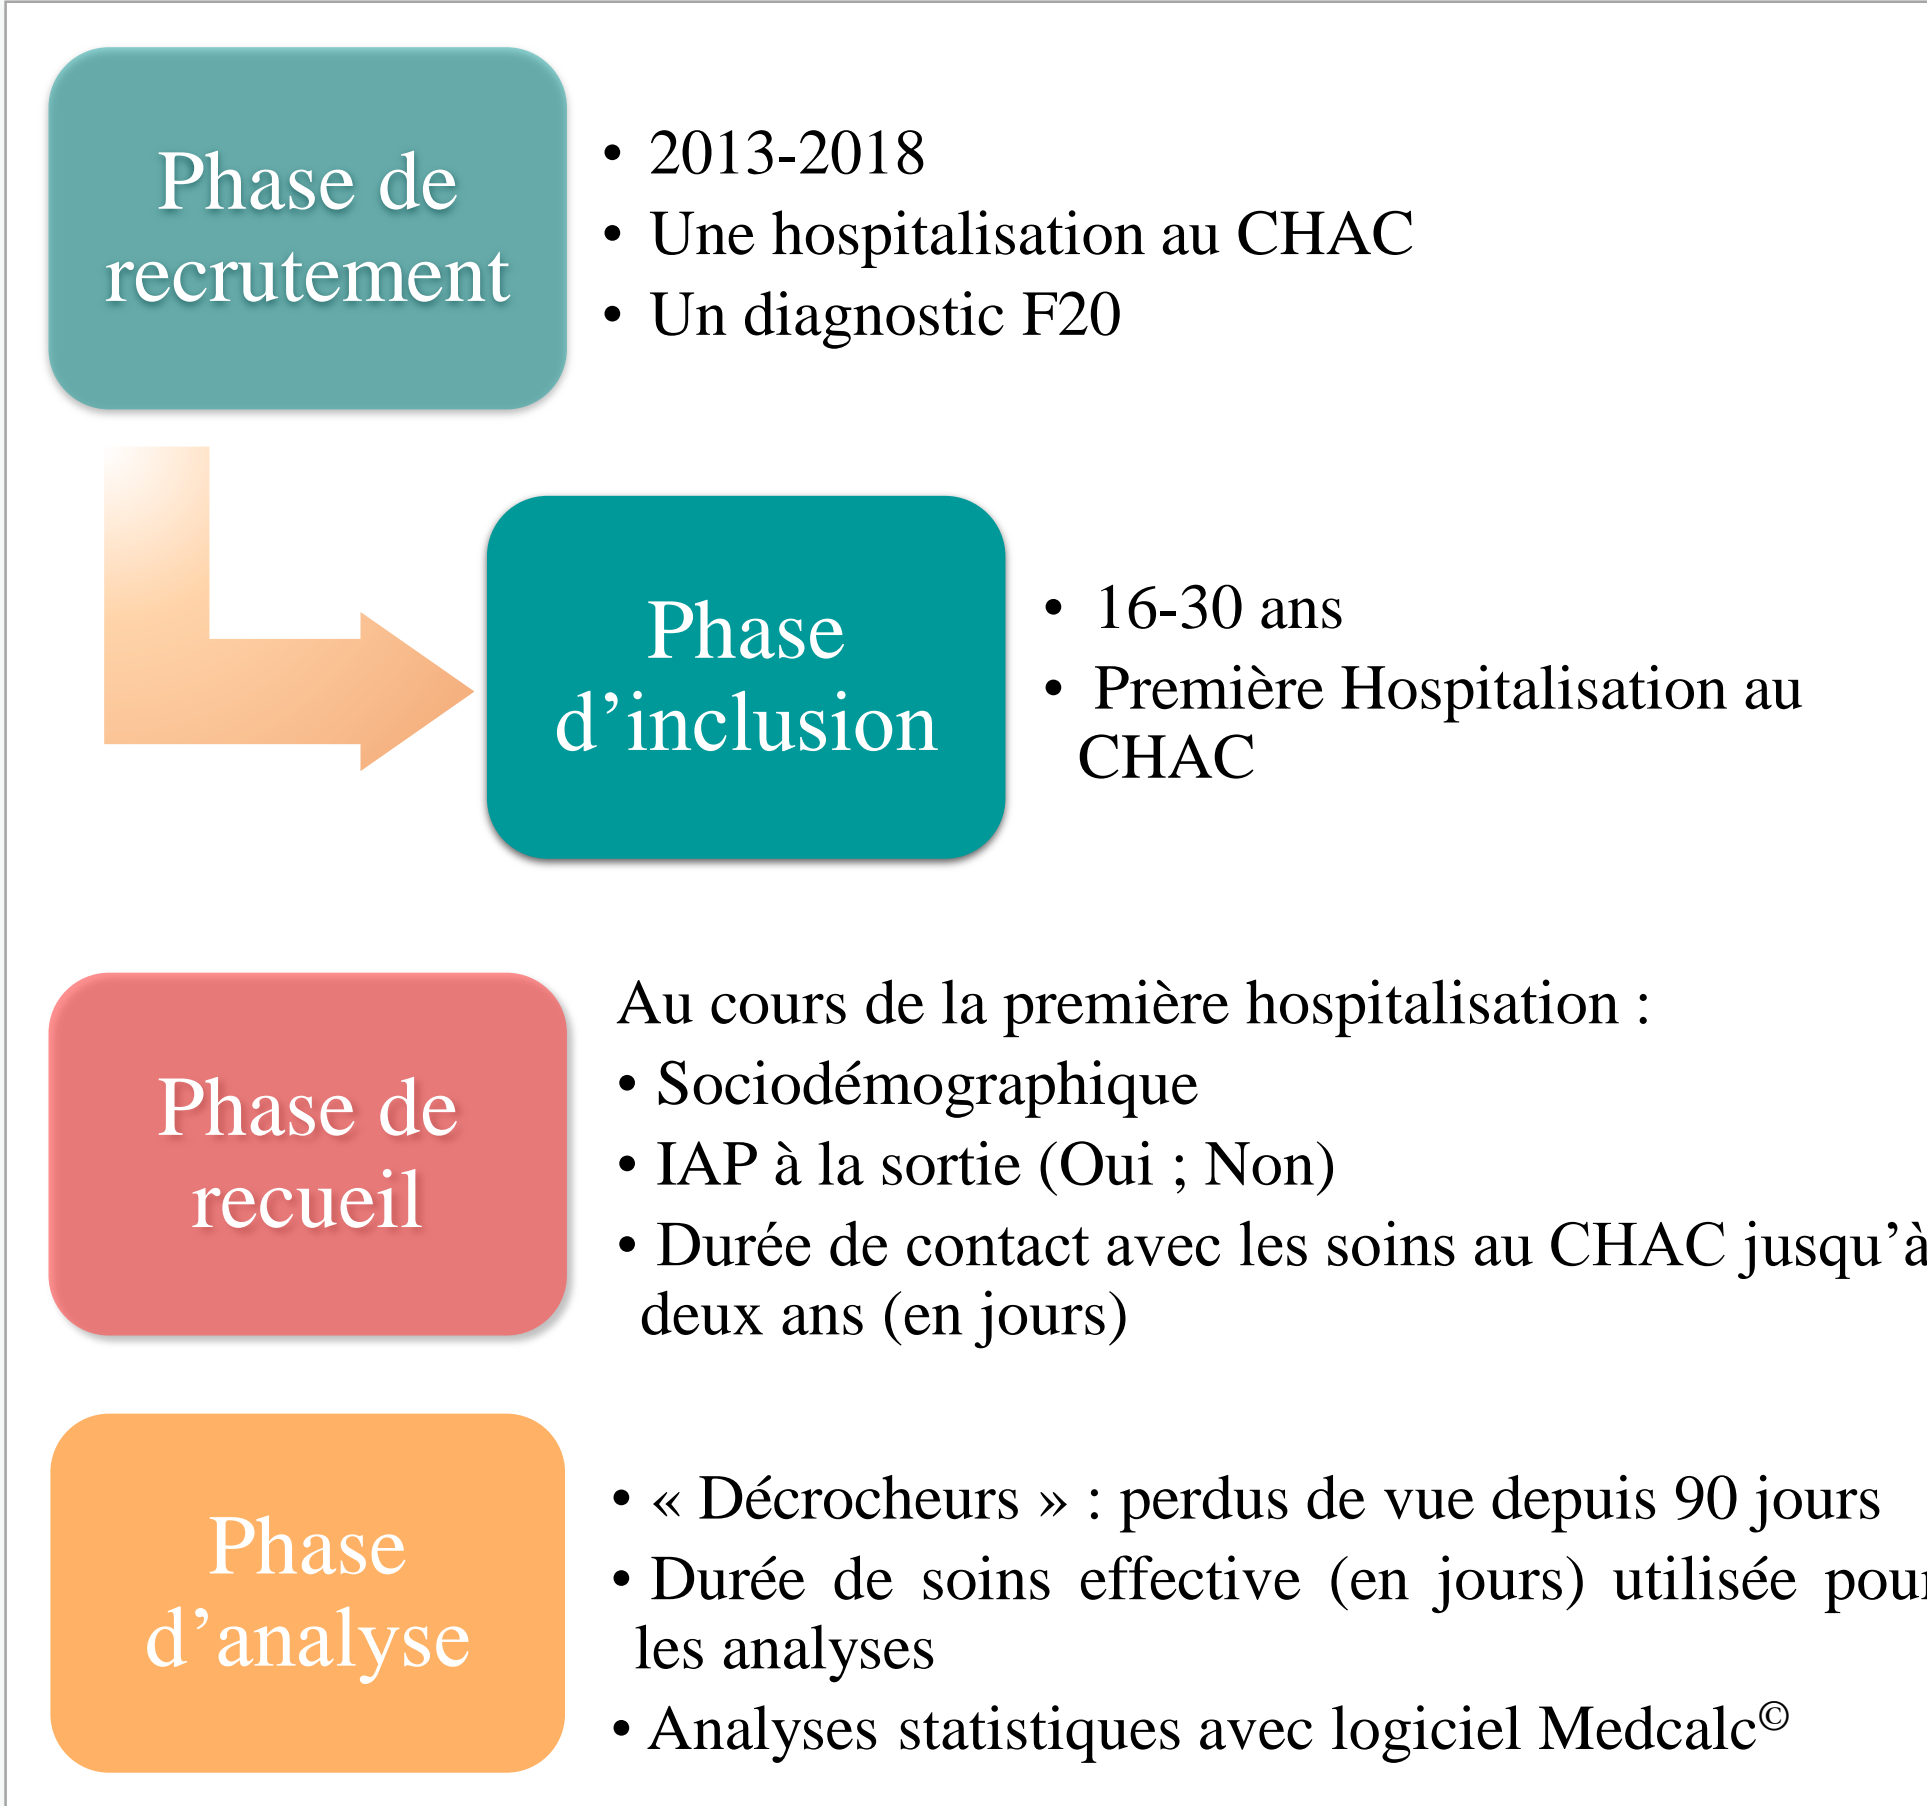 Phase de
recrutement
• 2013-2018
• Une hospitalisation au CHAC
• Un diagnostic F20
Phase
d’inclusion
• 16-30 ans
• Première Hospitalisation au
CHAC
Phase de
recueil
Au cours de la première hospitalisation :
• Sociodémographique
• IAP à la sortie (Oui ; Non)
• Durée de contact avec les soins au CHAC jusqu’à
deux ans (en jours)
Phase
d’analyse
• « Décrocheurs » : perdus de vue depuis 90 jours
• Durée de soins effective (en jours) utilisée pour
les analyses
• Analyses statistiques avec logiciel Medcalc©